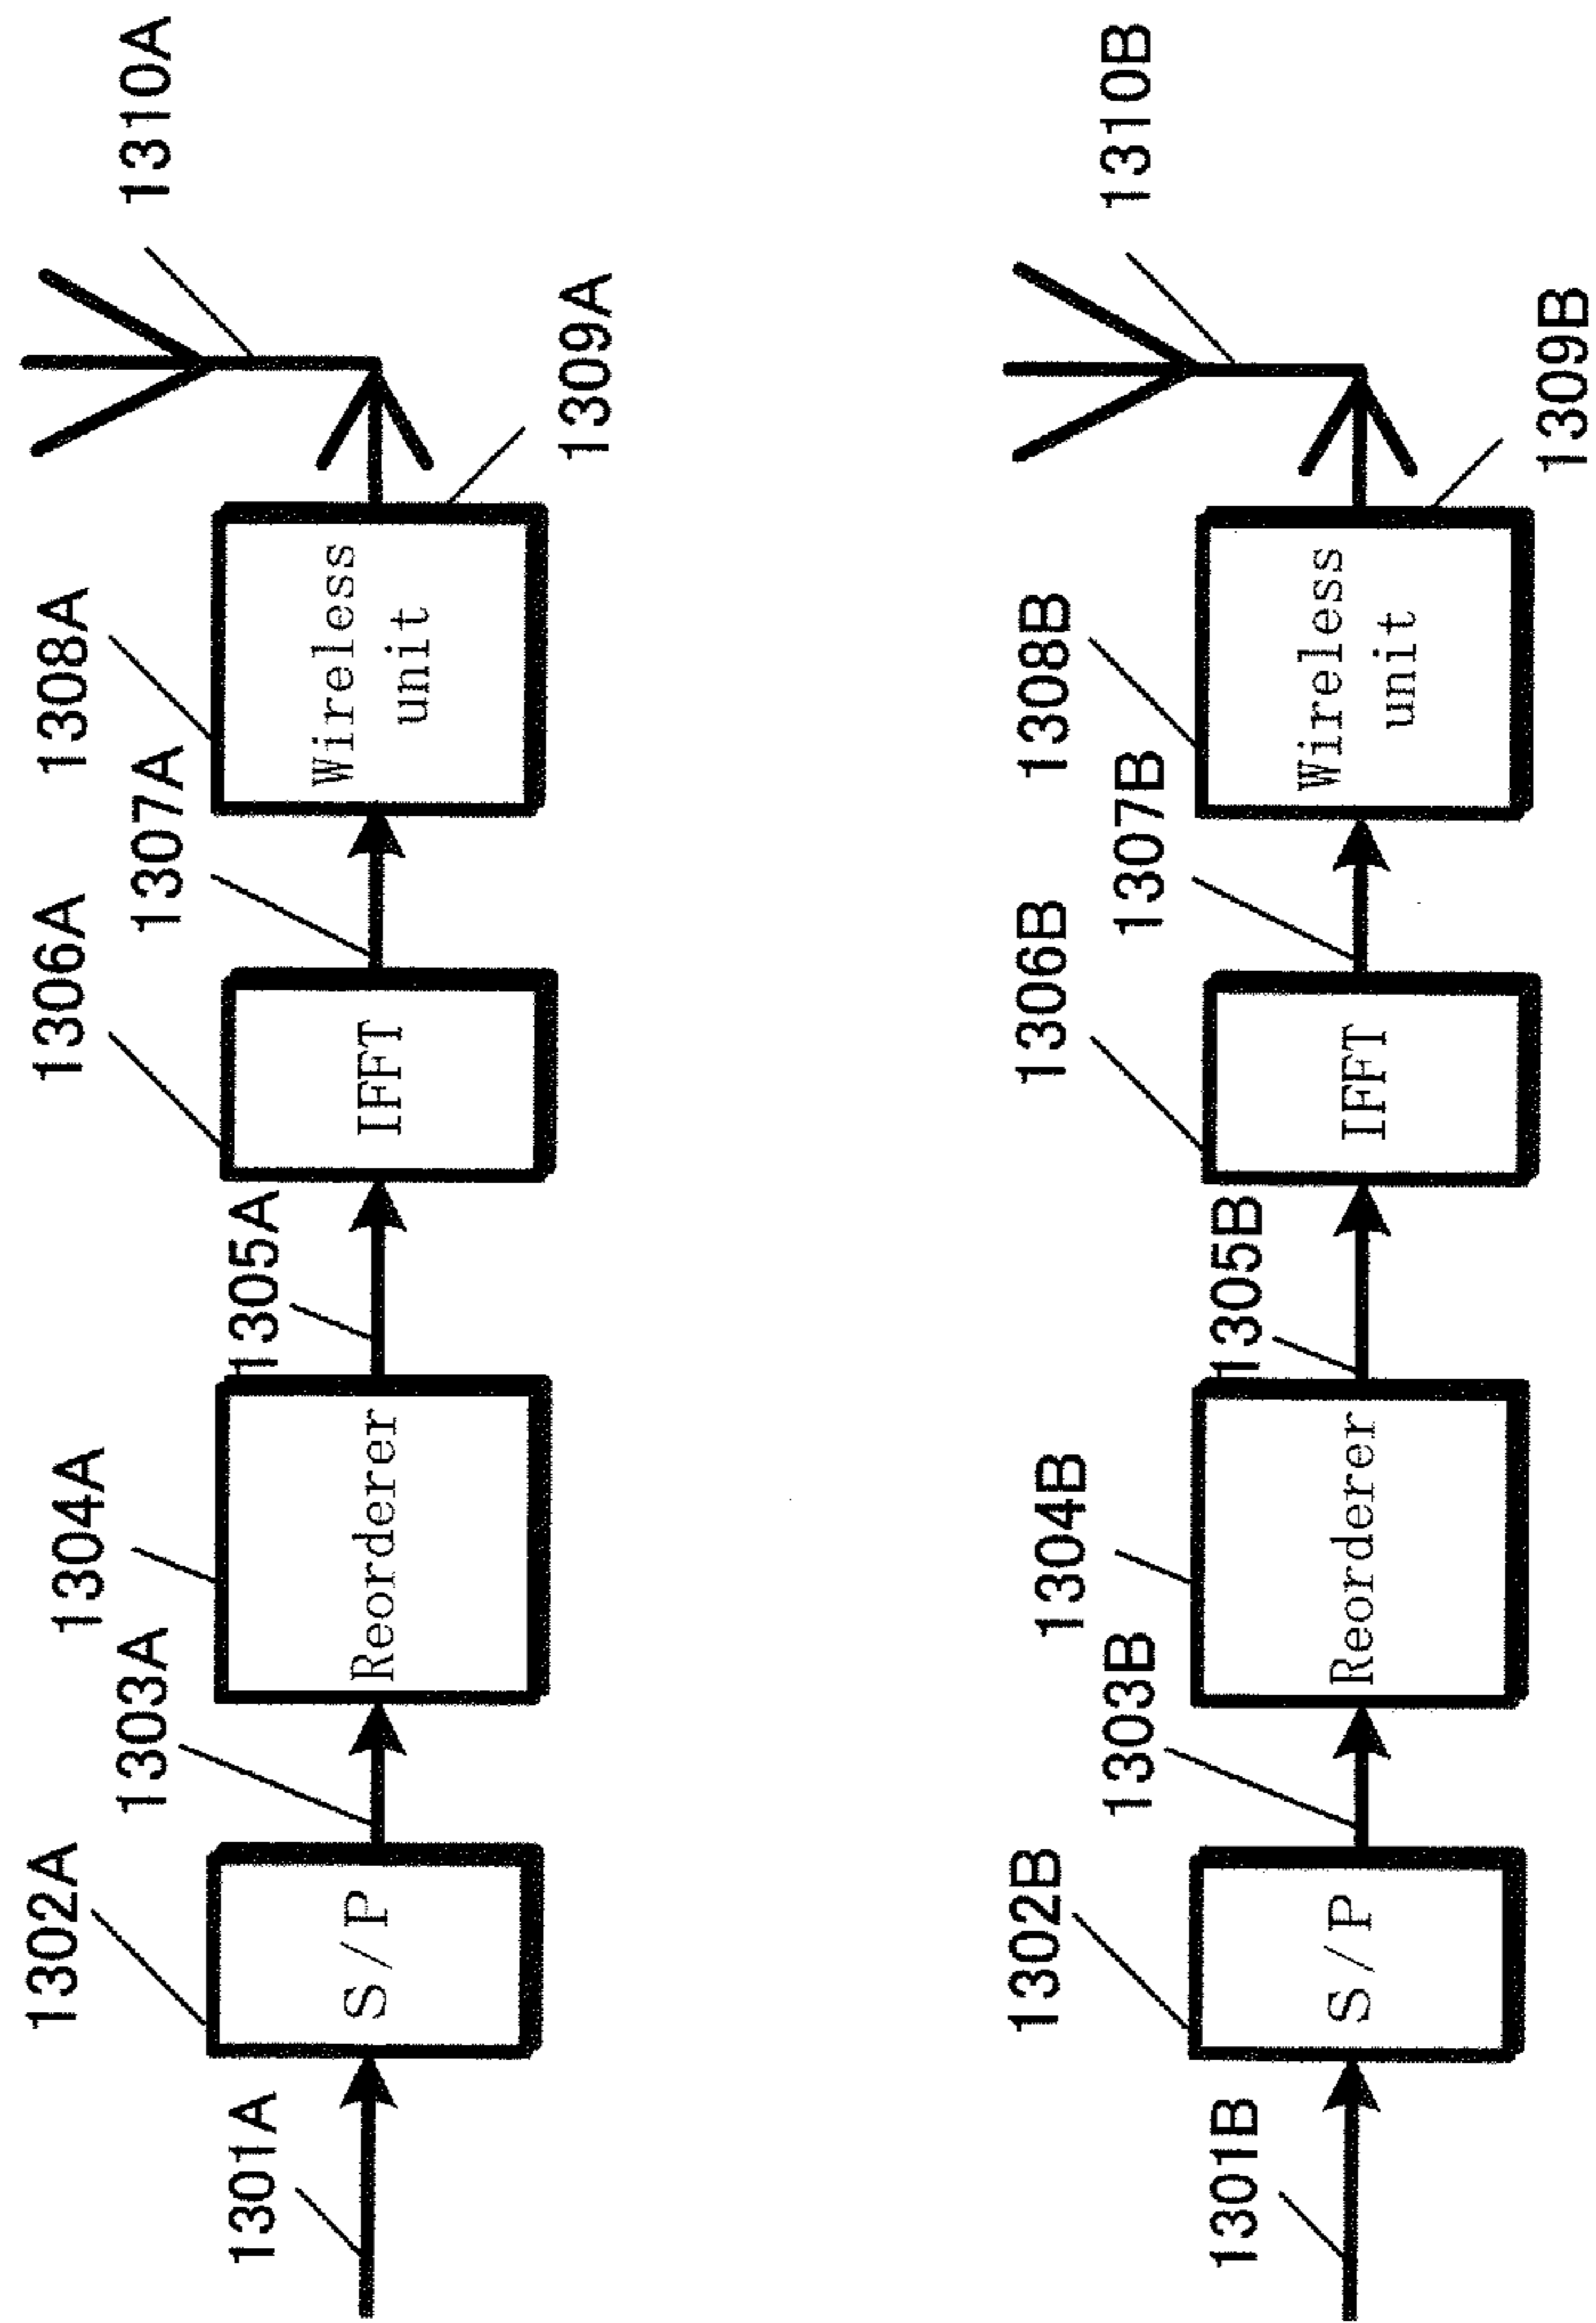 1301A
1302A
S/P
1303A
1304A
Reorderer
1305A
1306A
IFFT
1307A
1308A
Wireless
unit
1309A
1310A
1301B
1302B
S/P
1303B
1304B
Reorderer
1305B
1306B
IFFT
1307B
1308B
Wireless
unit
1309B
1310B